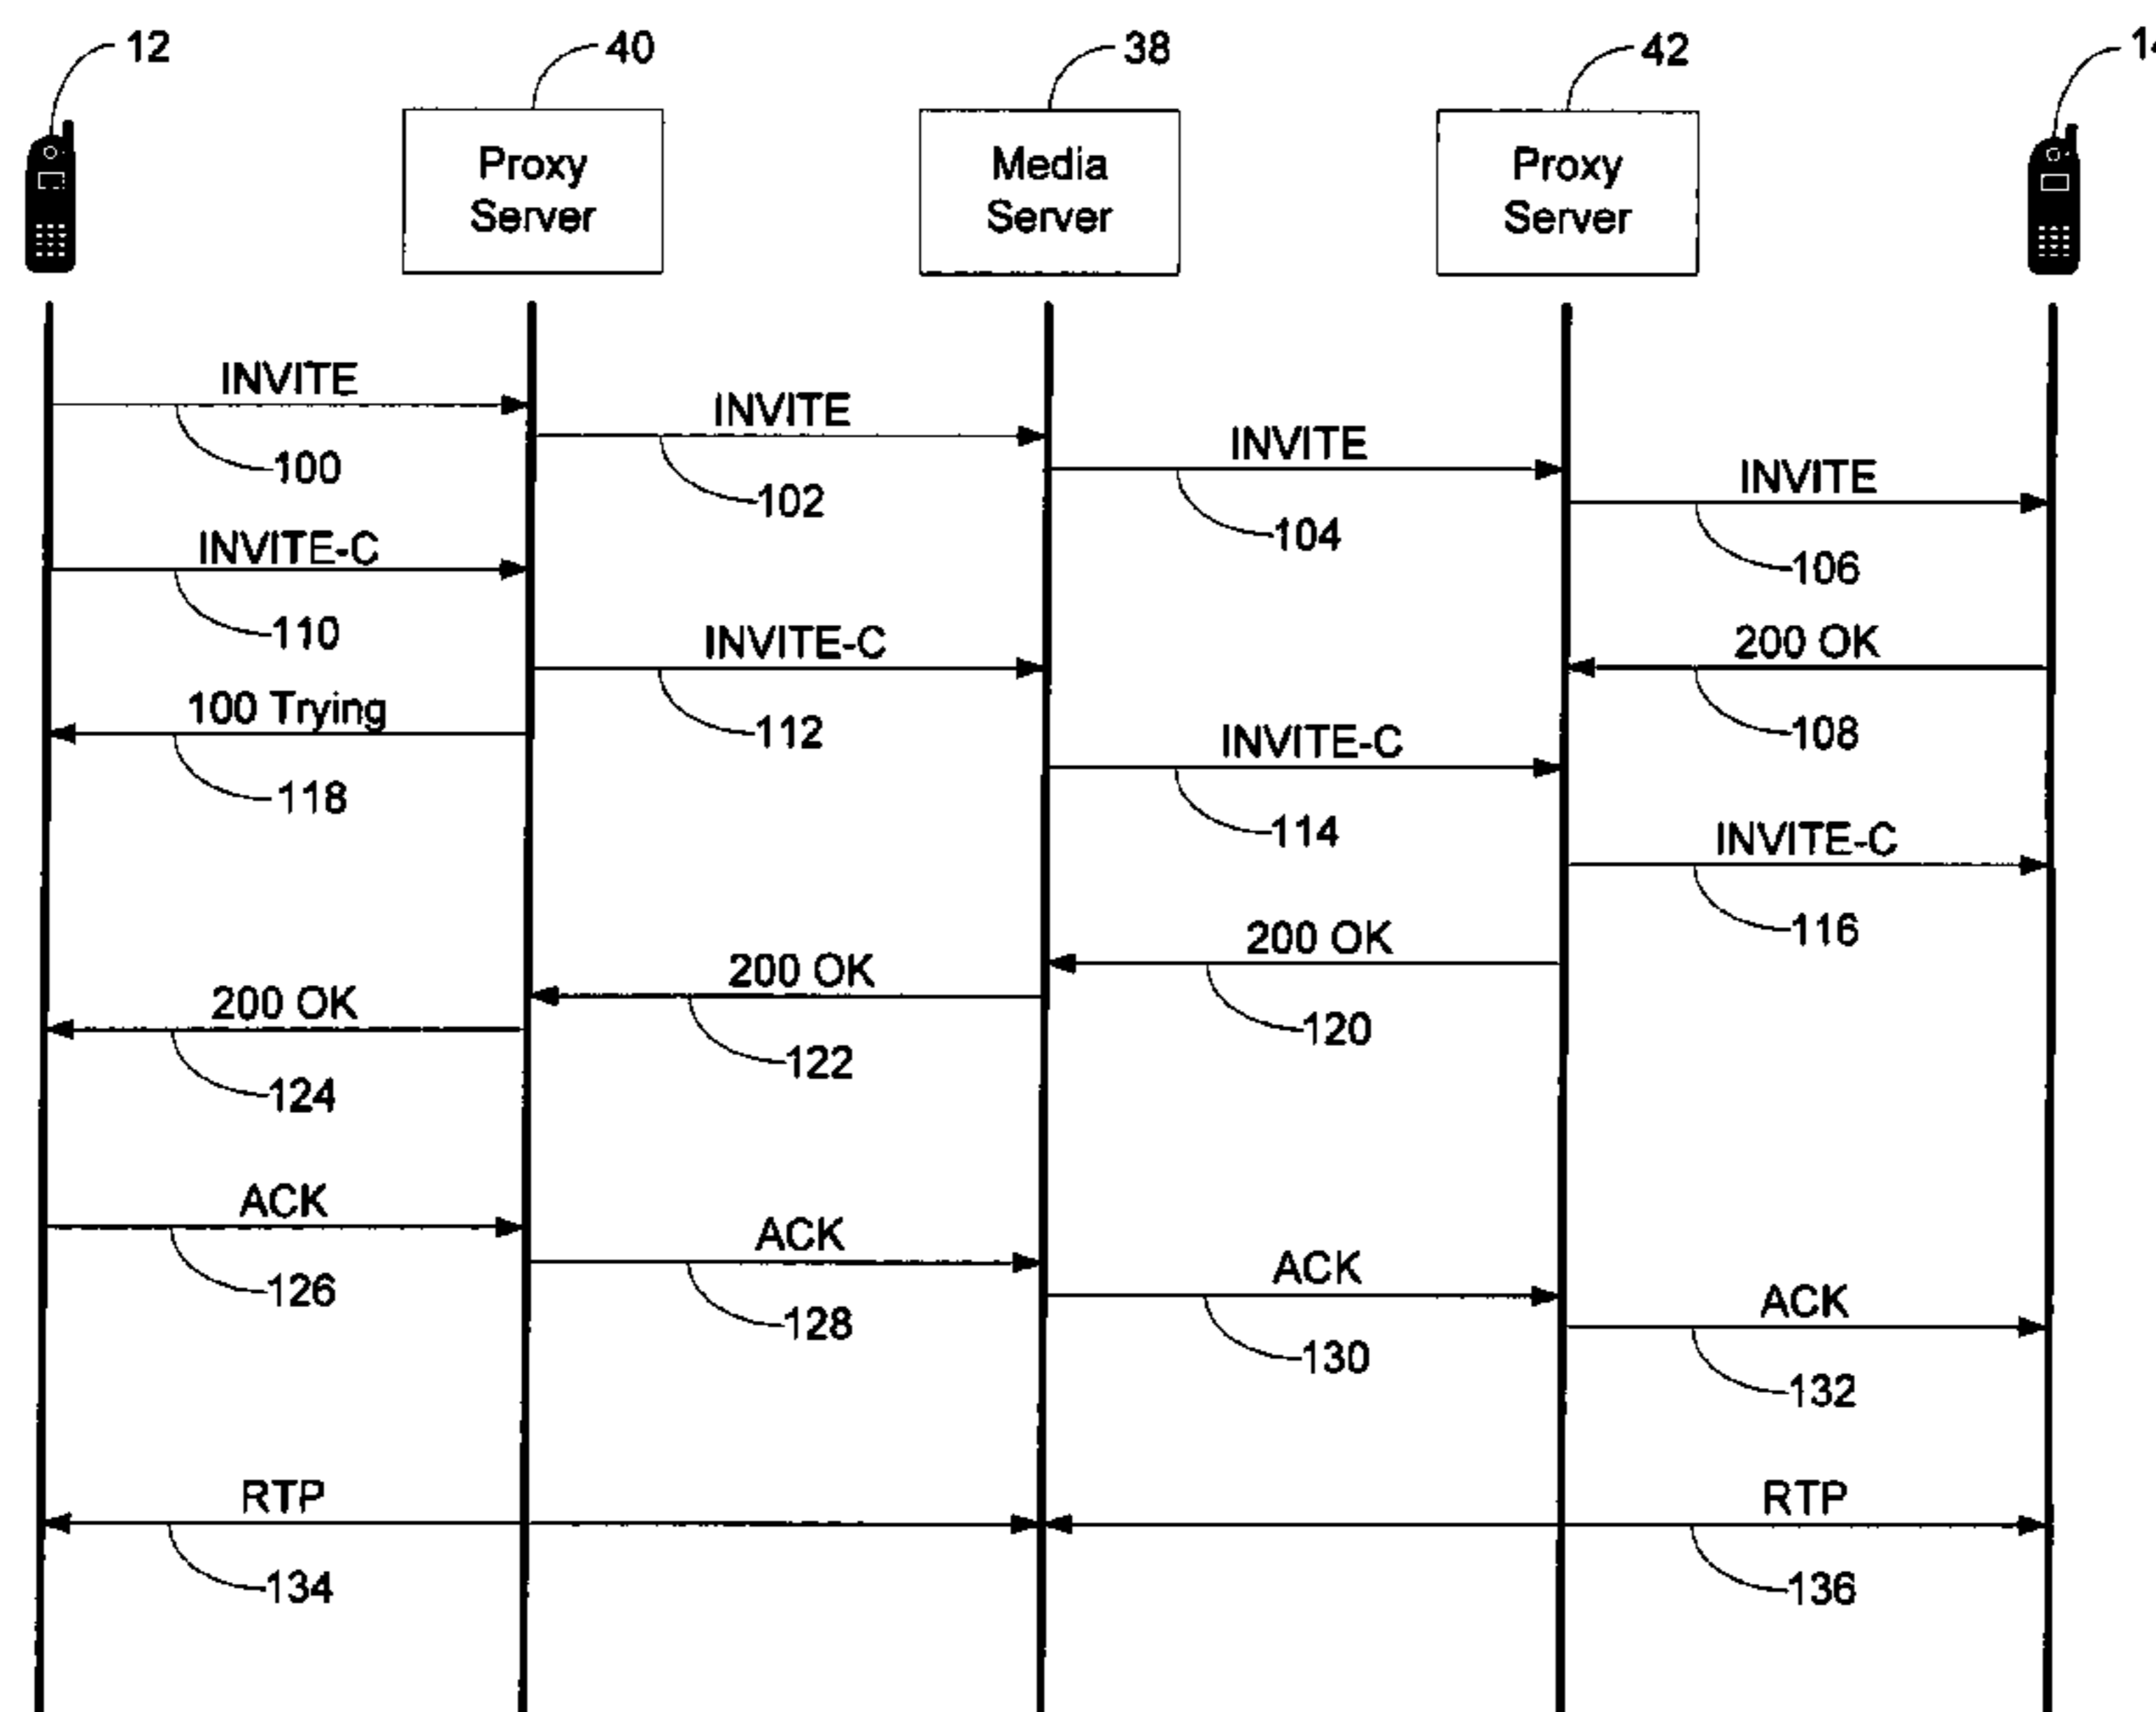 12
40
38
42
Proxy
Server
Media
Server
Proxy
Server
INVITE
100
INVITE
102
INVITE
104
INVITE
106
INVITE-C
110
INVITE-C
112
200 OK
108
100 Trying
118
INVITE-C
114
INVITE-C
116
200 OK
120
200 OK
122
200 OK
124
ACK
126
ACK
128
ACK
130
ACK
132
RTP
134
RTP
136